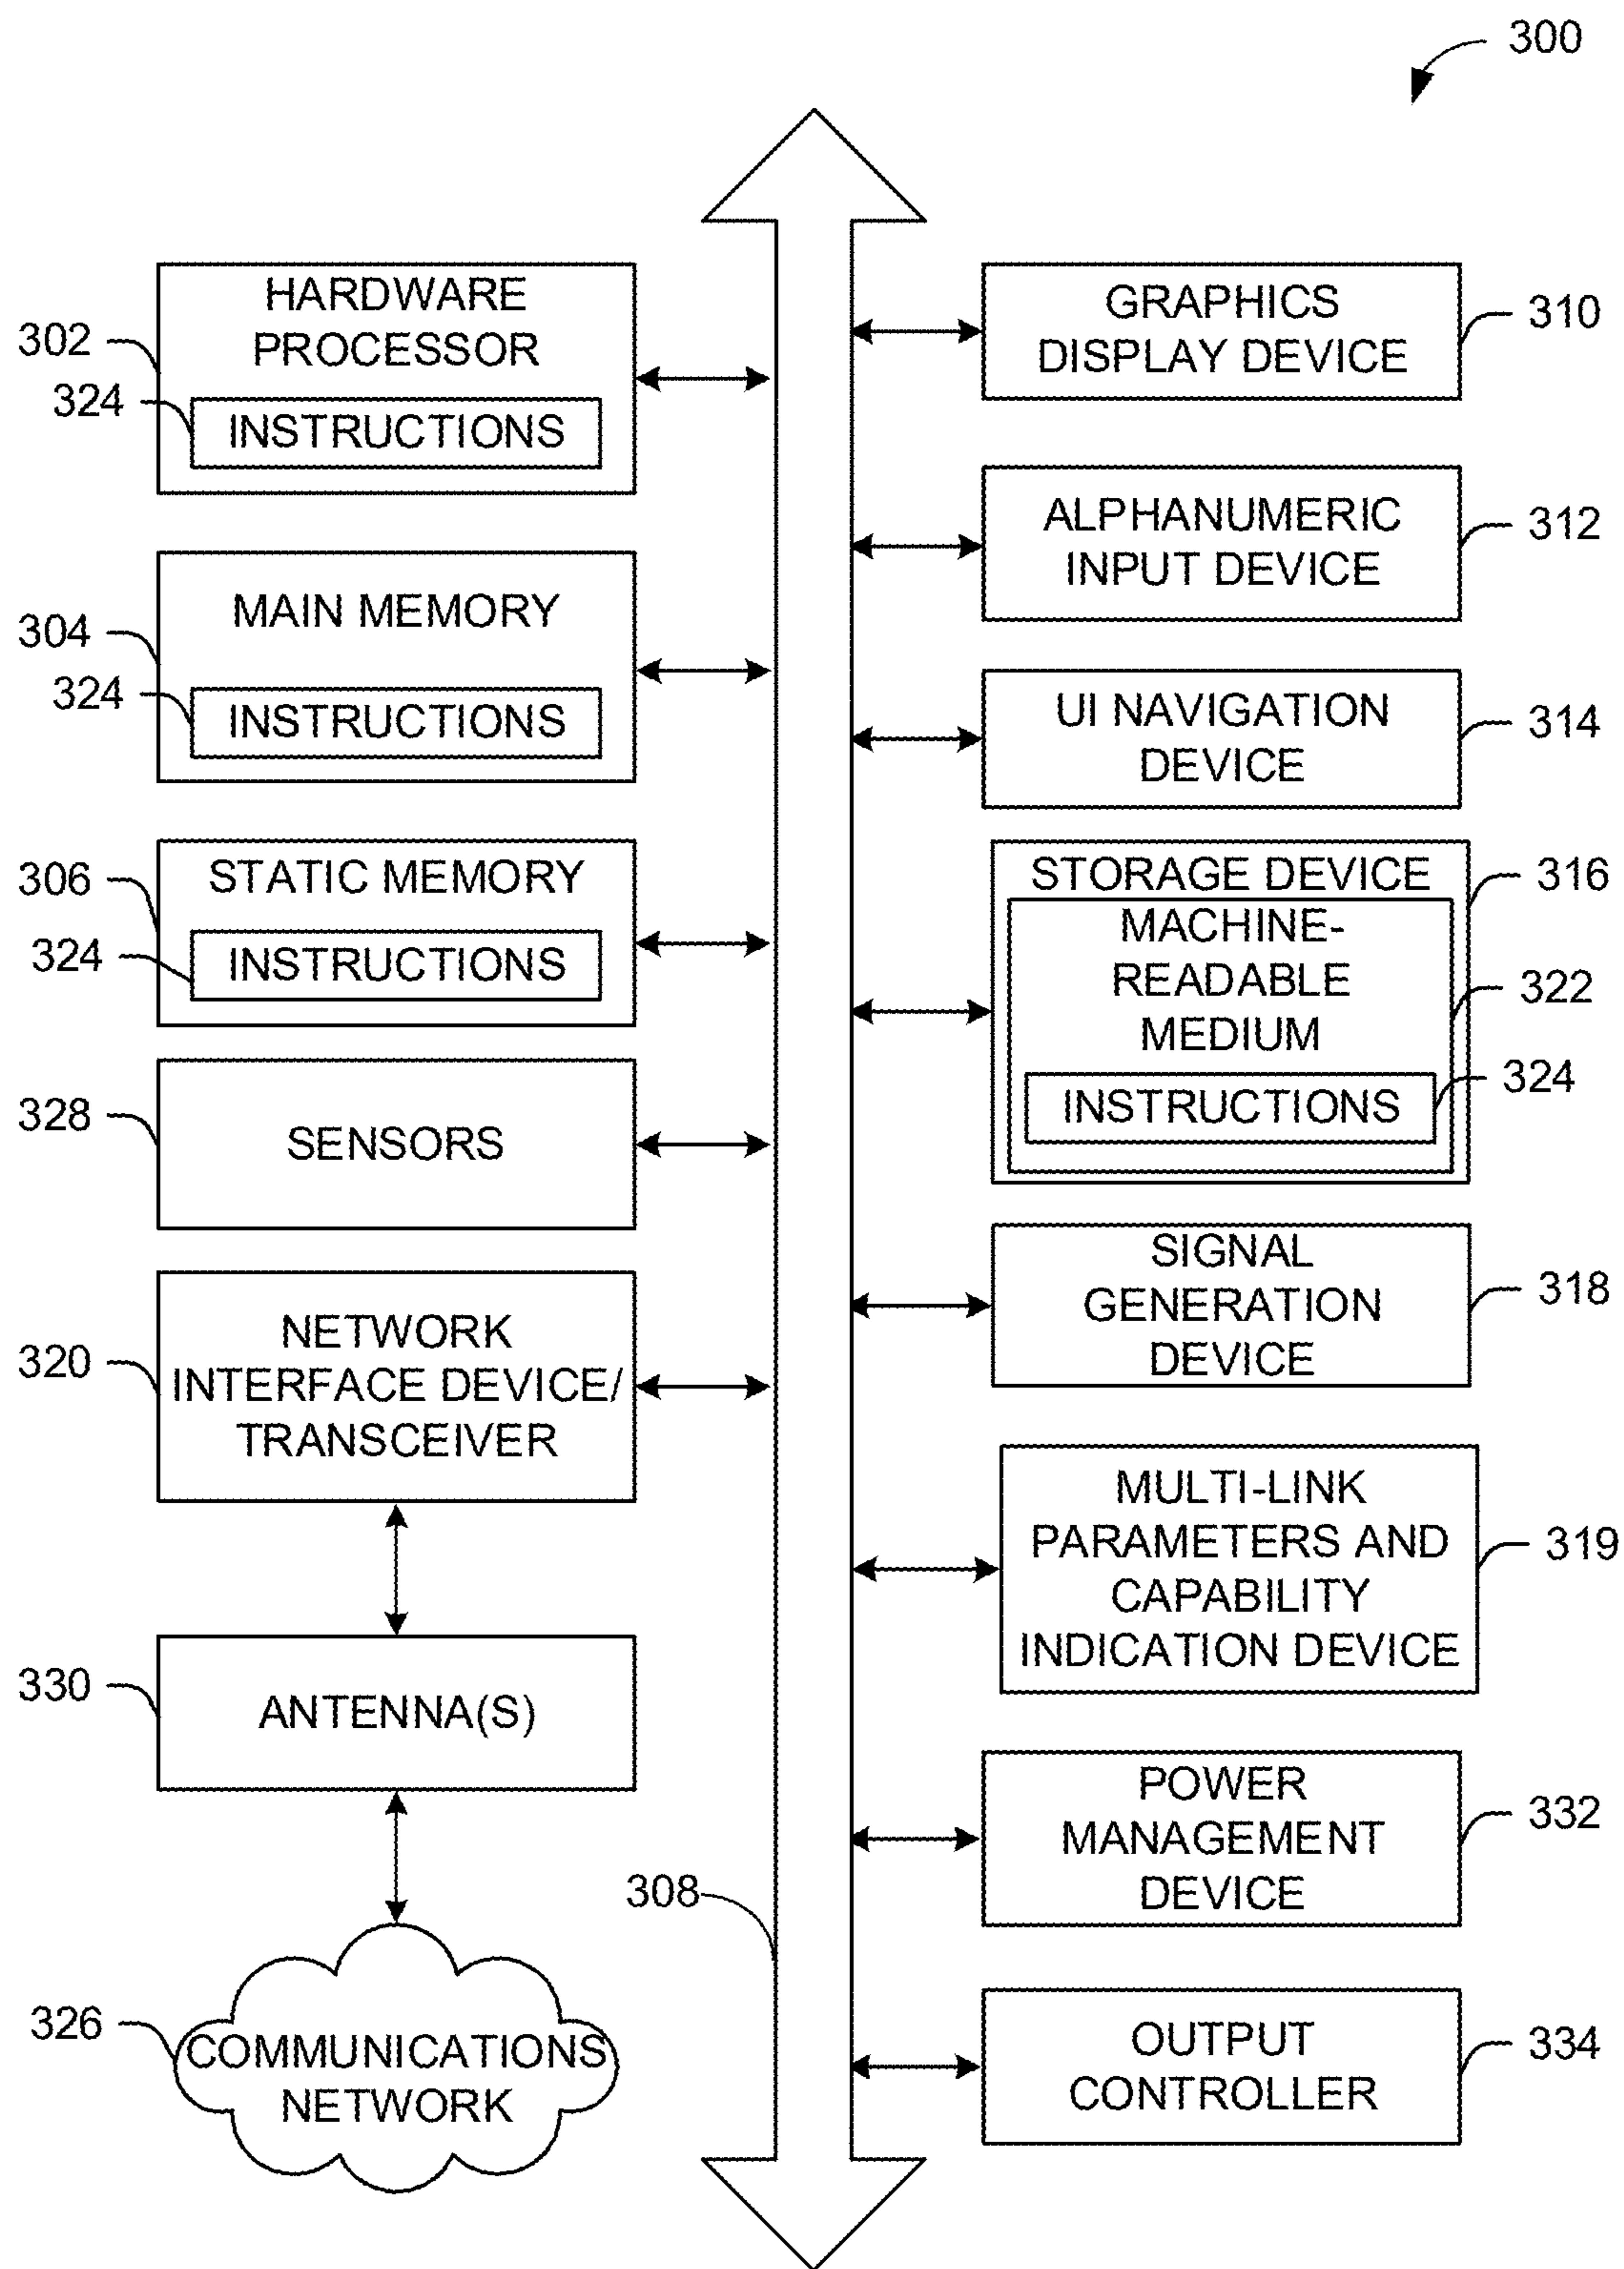 300
HARDWARE
PROCESSOR
302
324
INSTRUCTIONS
MAIN MEMORY
304
324
INSTRUCTIONS
STATIC MEMORY
306
324
INSTRUCTIONS
328
SENSORS
NETWORK
INTERFACE DEVICE/
TRANSCEIVER
320
330
ANTENNA(S)
308
326
COMMUNICATIONS
NETWORK
GRAPHICS
DISPLAY DEVICE
310
ALPHANUMERIC
INPUT DEVICE
312
UI NAVIGATION
DEVICE
314
STORAGE DEVICE
316
MACHINE-
READABLE
MEDIUM
322
INSTRUCTIONS
324
SIGNAL
GENERATION
DEVICE
318
MULTI-LINK
PARAMETERS AND
CAPABILITY
INDICATION DEVICE
319
POWER
MANAGEMENT
DEVICE
332
OUTPUT
CONTROLLER
334